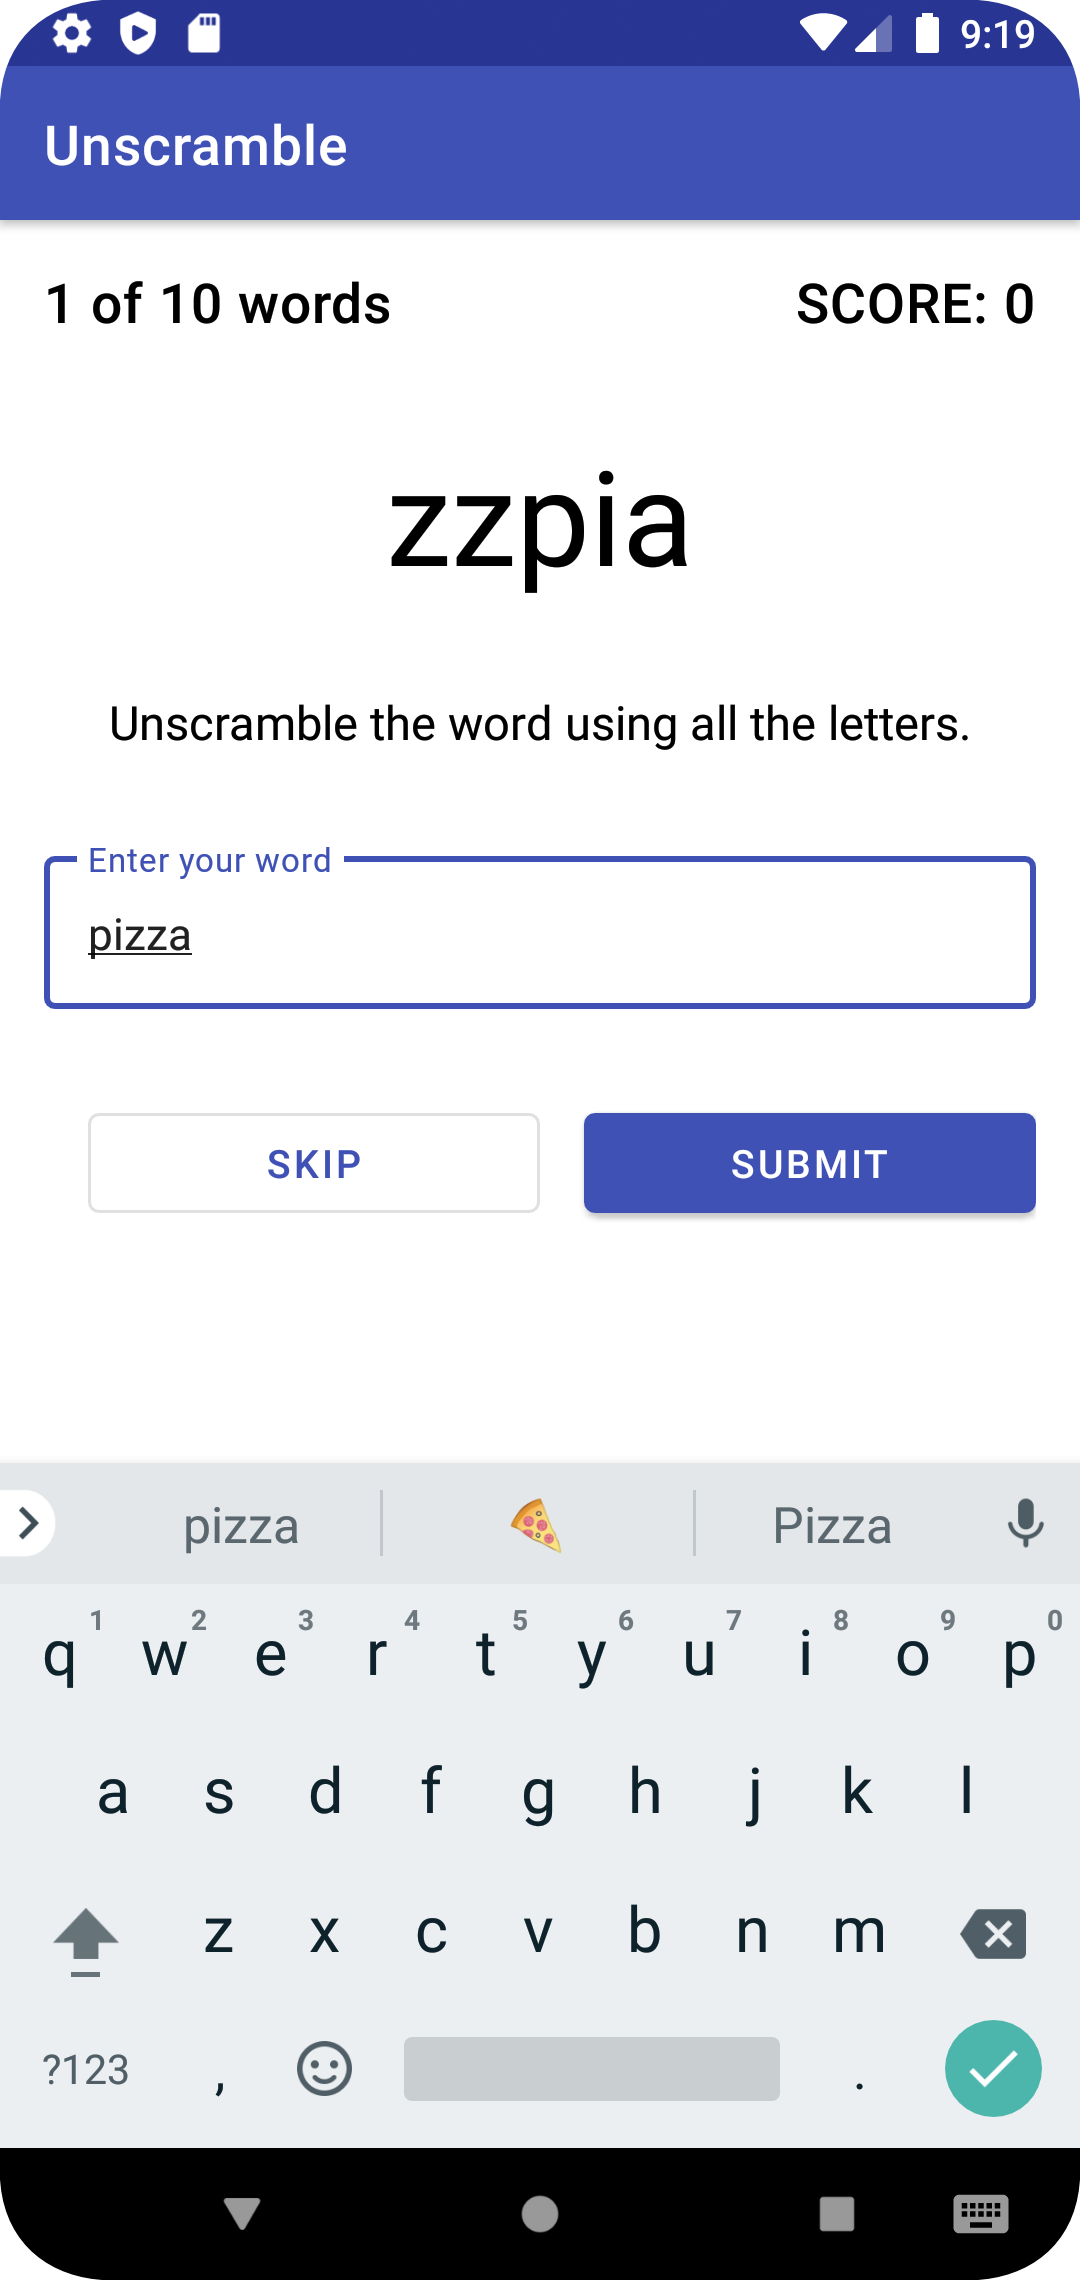 9:19
Unscramble
1 of 10 words SCORE: 0
zzpia
Unscramble the word using all the letters.
Enter your word
pizza
SKIP SUBMIT
pizza 🍕 Pizza
q 1 w 2 e 3 r 4 t 5 y 6 u 7 i 8 o 9 p 0
a s d f g h j k l
z x c v b n m
?123 , .